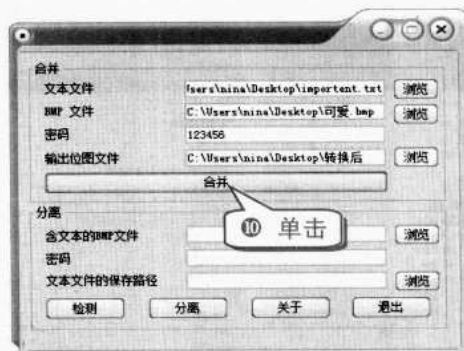 合并
文本文件 Jsers\nina\Desktop\importent.txt 浏览
BMP 文件 C:\Users\nina\Desktop\可爱.bmp 浏览
密码 123456
输出位图文件 C:\Users\nina\Desktop\转换后 浏览
合并
❿ 单击
分离
含文本的BMP文件 浏览
密码
文本文件的保存路径 浏览
检测 分离 关于 退出